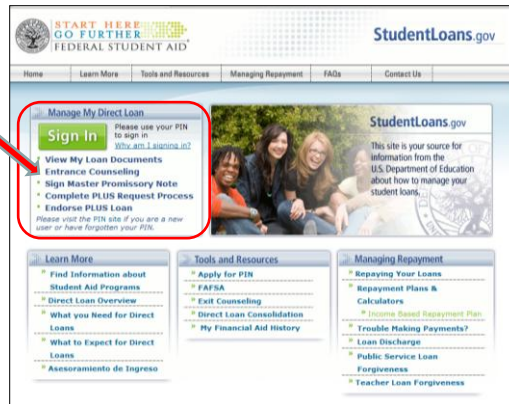 START HERE
GO FURTHER
FEDERAL STUDENT AID
StudentLoans.gov
Home Learn More Tools and Resources Managing Repayment FAQs Contact Us
Manage My Direct Loan
Sign In
Please use your PIN
to sign in
Why am I signing in?
View My Loan Documents
Entrance Counseling
Sign Master Promissory Note
Complete PLUS Request Process
Endorse PLUS Loan
Please visit the PIN site if you are a new
user or have forgotten your PIN.
StudentLoans.gov
This site is your source for
information from the
U.S. Department of Education
about how to manage your
student loans.
Learn More
Find Information about
Student Aid Programs
Direct Loan Overview
What you Need for Direct
Loans
What to Expect for Direct
Loans
Asesoramiento de Ingreso
Tools and Resources
Apply for PIN
FAFSA
Exit Counseling
Direct Loan Consolidation
My Financial Aid History
Managing Repayment
Repaying Your Loans
Repayment Plans &
Calculators
Income Based Repayment Plan
Trouble Making Payments?
Loan Discharge
Public Service Loan
Forgiveness
Teacher Loan Forgiveness